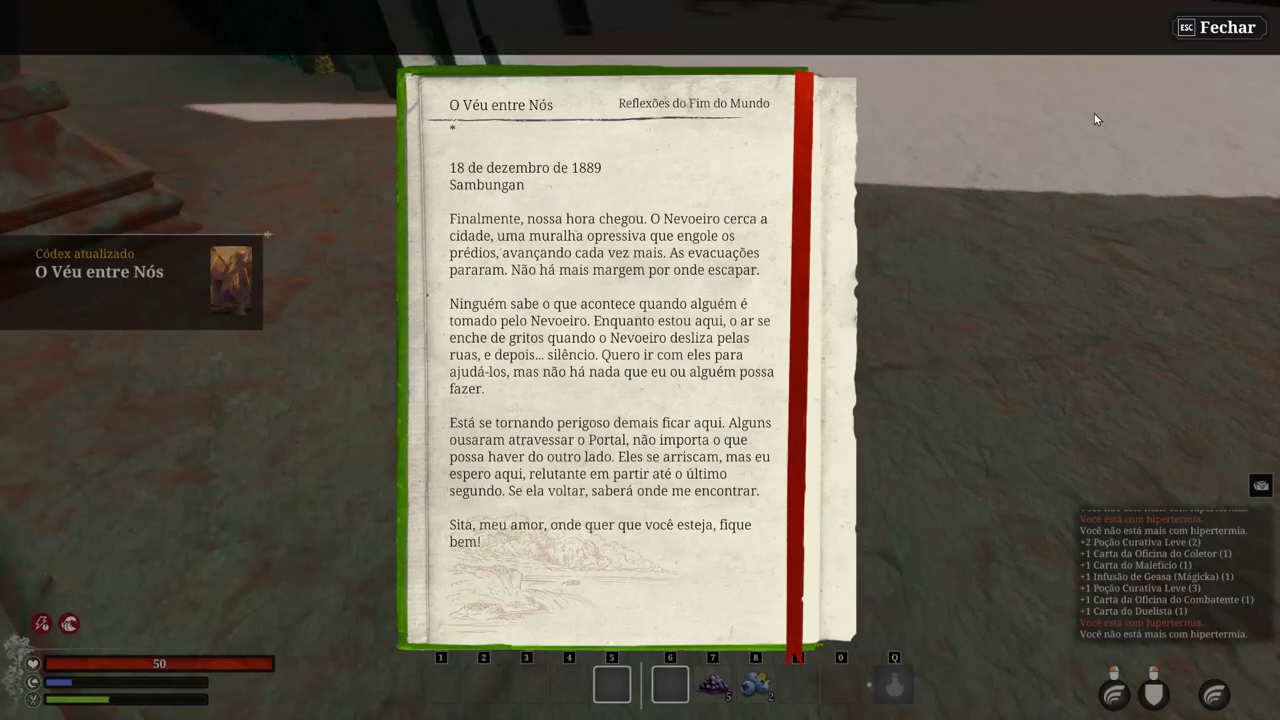 ESC Fechar
O Véu entre Nós
Reflexões do Fim do Mundo
*
18 de dezembro de 1889
Sambungan
Finalmente, nossa hora chegou. O Nevoeiro cerca a
cidade, uma muralha opressiva que engole os
prédios, avançando cada vez mais. As evacuações
pararam. Não há mais margem por onde escapar.
Ninguém sabe o que acontece quando alguém é
tomado pelo Nevoeiro. Enquanto estou aqui, o ar se
enche de gritos quando o Nevoeiro desliza pelas
ruas, e depois... silêncio. Quero ir com eles para
ajudá-los, mas não há nada que eu ou alguém possa
fazer.
Está se tornando perigoso demais ficar aqui. Alguns
ousaram atravessar o Portal, não importa o que
possa haver do outro lado. Eles se arriscam, mas eu
espero aqui, relutante em partir até o último
segundo. Se ela voltar, saberá onde me encontrar.
Sita, meu amor, onde quer que você esteja, fique
bem!
Códex atualizado
O Véu entre Nós
Você está com hipertermia.
Você não está mais com hipertermia.
+2 Poção Curativa Leve (2)
+1 Carta da Oficina do Coletor (1)
+1 Carta do Malefício (1)
+1 Infusão de Geasa (Mágicka) (1)
+1 Poção Curativa Leve (3)
+1 Carta da Oficina do Combatente (1)
+1 Carta do Duelista (1)
Você está com hipertermia.
Você não está mais com hipertermia.
50
1 2 3 4 5 6 7 8 0 Q
5 2